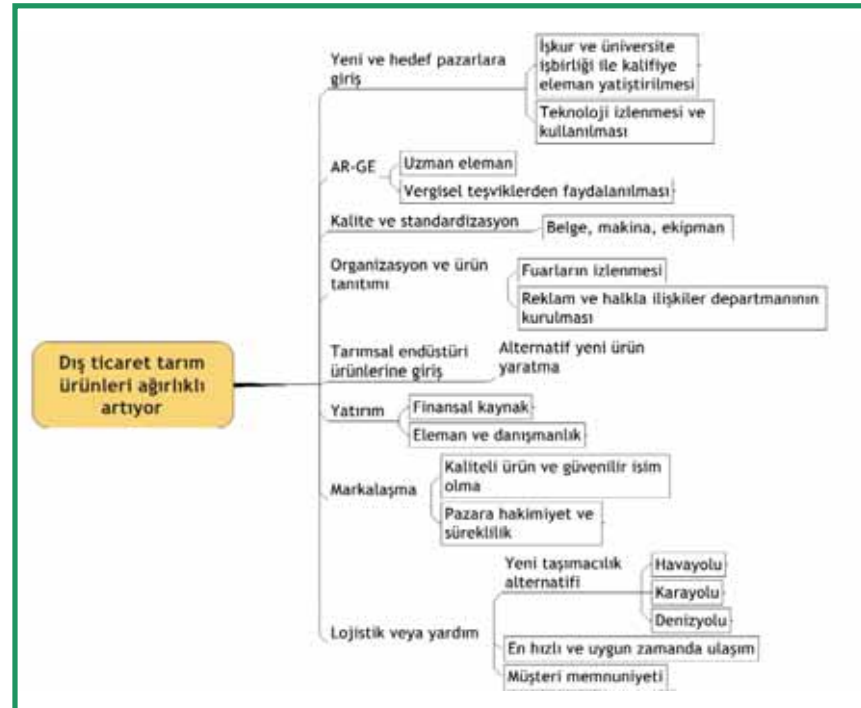 Yeni ve hedef pazarlara
giriş
İşkur ve üniversite
işbirliği ile kalifiye
eleman yatiştirilmesi
Teknoloji izlenmesi ve
kullanılması
AR-GE
Uzman eleman
Vergisel teşviklerden faydalanılması
Kalite ve standardizasyon
Belge, makina, ekipman
Organizasyon ve ürün
tanıtımı
Fuarların izlenmesi
Reklam ve halkla ilişkiler departmanının
kurulması
Dış ticaret tarım
ürünleri ağırlıklı
artıyor
Tarımsal endüstüri
ürünlerine giriş
Alternatif yeni ürün
yaratma
Yatırım
Finansal kaynak
Eleman ve danışmanlık
Markalaşma
Kaliteli ürün ve güvenilir isim
olma
Pazara hakimiyet ve
süreklilik
Lojistik veya yardım
Yeni taşımacılık
alternatifi
Havayolu
Karayolu
Denizyolu
En hızlı ve uygun zamanda ulaşım
Müşteri memnuniyeti